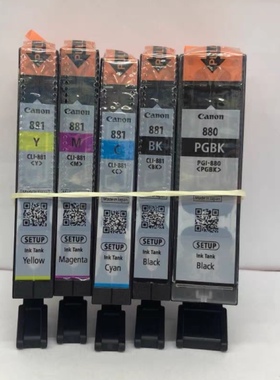 Canon
881
Y
CLI-881
<Y>
SETUP
Ink Tank
Yellow
Canon
881
M
CLI-881
<M>
SETUP
Ink Tank
Magenta
Canon
881
C
CLI-881
<C>
SETUP
Ink Tank
Cyan
Canon
881
BK
CLI-881
<BK>
SETUP
Ink Tank
Black
Canon
880
PGBK
PGI-880
<PGBK>
SETUP
Ink Tank
Black